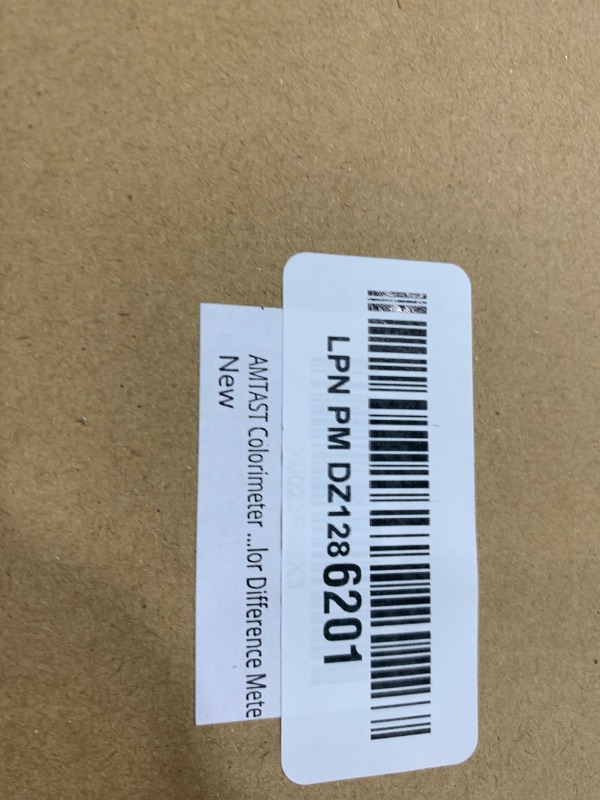 LPN PM DZ1286201
AMTAST Colorimeter ...lor Difference Mete
New